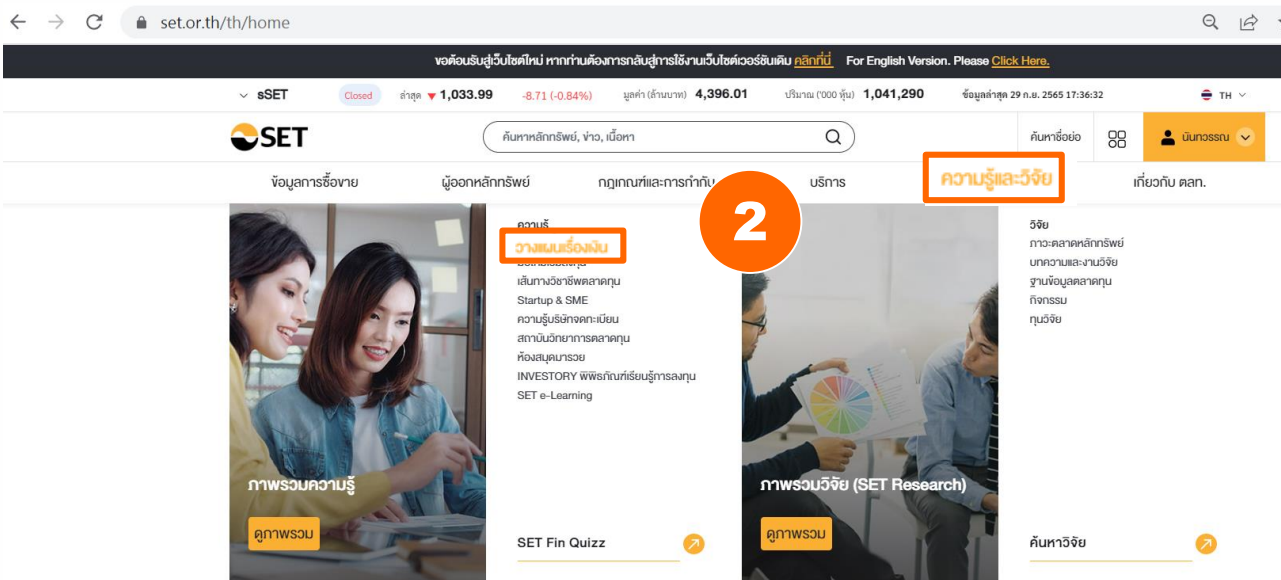 set.or.th/th/home
ขอต้อนรับสู่เว็บไซต์ใหม่ หากท่านต้องการกลับสู่การใช้งานเว็บไซต์เวอร์ชันเดิม คลิกที่นี่ For English Version. Please Click Here.
sSET Closed ล่าสุด 1,033.99 -8.71 (-0.84%) มูลค่า (ล้านบาท) 4,396.01 ปริมาณ ('000 หุ้น) 1,041,290 ข้อมูลล่าสุด 29 ก.ย. 2565 17:36:32 TH
SET ค้นหาหลักทรัพย์, ข่าว, เนื้อหา ค้นหาชื่อย่อ นันทวรรณ
ข้อมูลการซื้อขาย ผู้ออกหลักทรัพย์ กฎเกณฑ์และการกำกับ บริการ ความรู้และวิจัย เกี่ยวกับ ตลท.
2
ความรู้
วางแผนเรื่องเงิน
เส้นทางวิชาชีพตลาดทุน
Startup & SME
ความรู้บริษัทจดทะเบียน
สถาบันวิทยาการตลาดทุน
ห้องสมุดมารวย
INVESTORY พิพิธภัณฑ์เรียนรู้การลงทุน
SET e-Learning
ภาพรวมความรู้
ดูภาพรวม
SET Fin Quizz
วิจัย
ภาวะตลาดหลักทรัพย์
บทความและงานวิจัย
ฐานข้อมูลตลาดทุน
กิจกรรม
ทุนวิจัย
ภาพรวมวิจัย (SET Research)
ดูภาพรวม
ค้นหาวิจัย